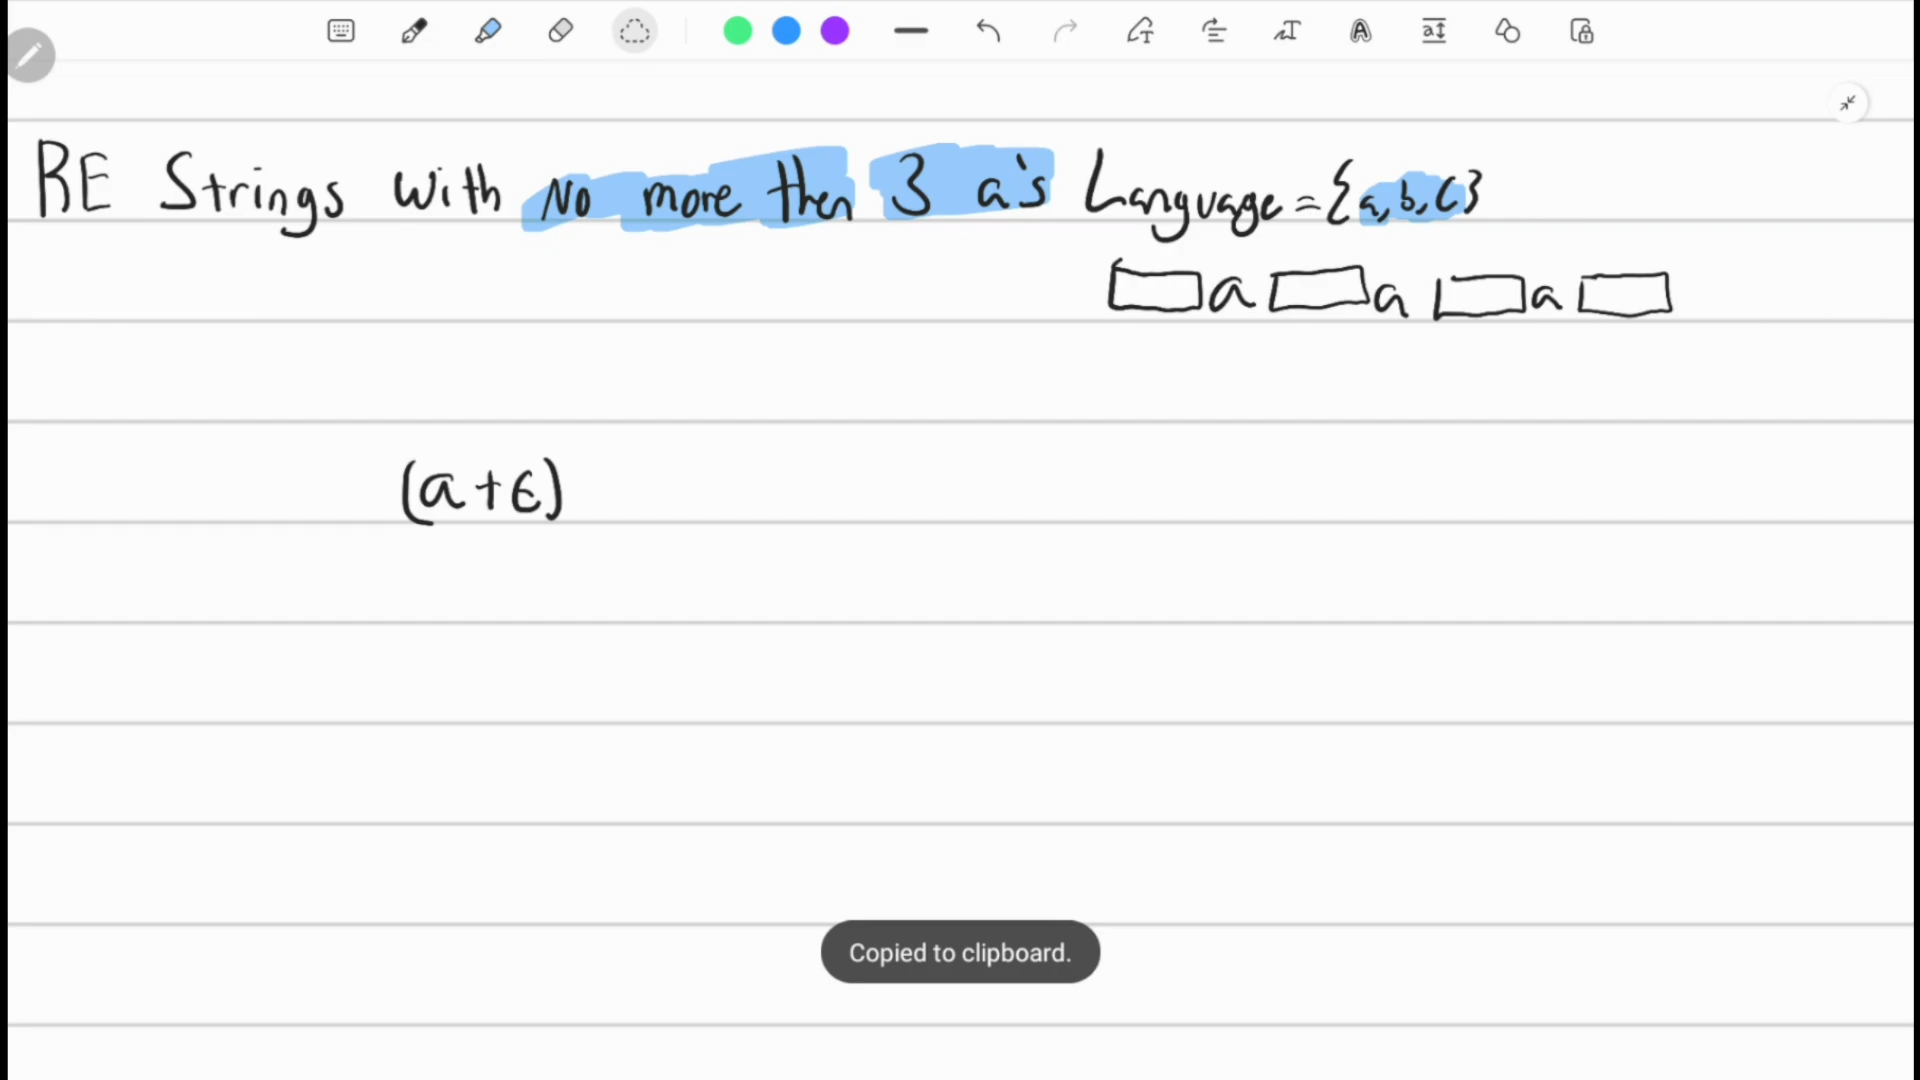 RE Strings with No more then 3 a's Language = {a, b, c}
a a a
(a+ϵ)
Copied to clipboard.